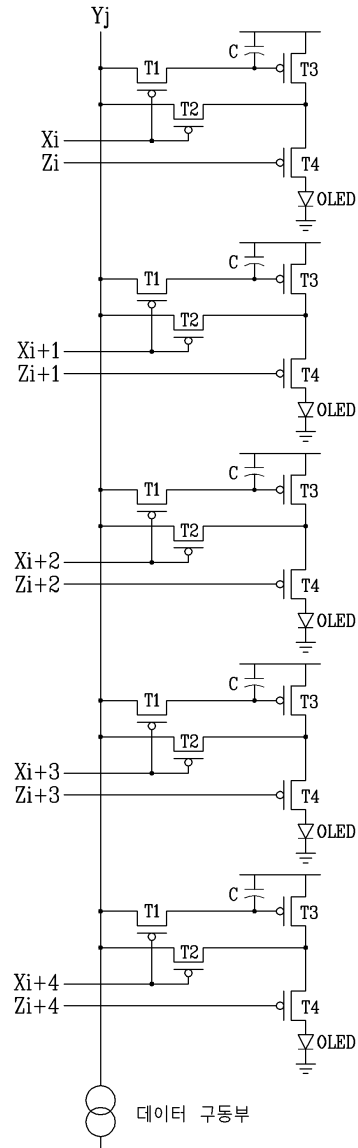 Yj
C
T1
T3
T2
Xi
Zi
T4
OLED
C
T1
T3
T2
Xi+1
Zi+1
T4
OLED
C
T1
T3
T2
Xi+2
Zi+2
T4
OLED
C
T1
T3
T2
Xi+3
Zi+3
T4
OLED
C
T1
T3
T2
Xi+4
Zi+4
T4
OLED
데이터 구동부